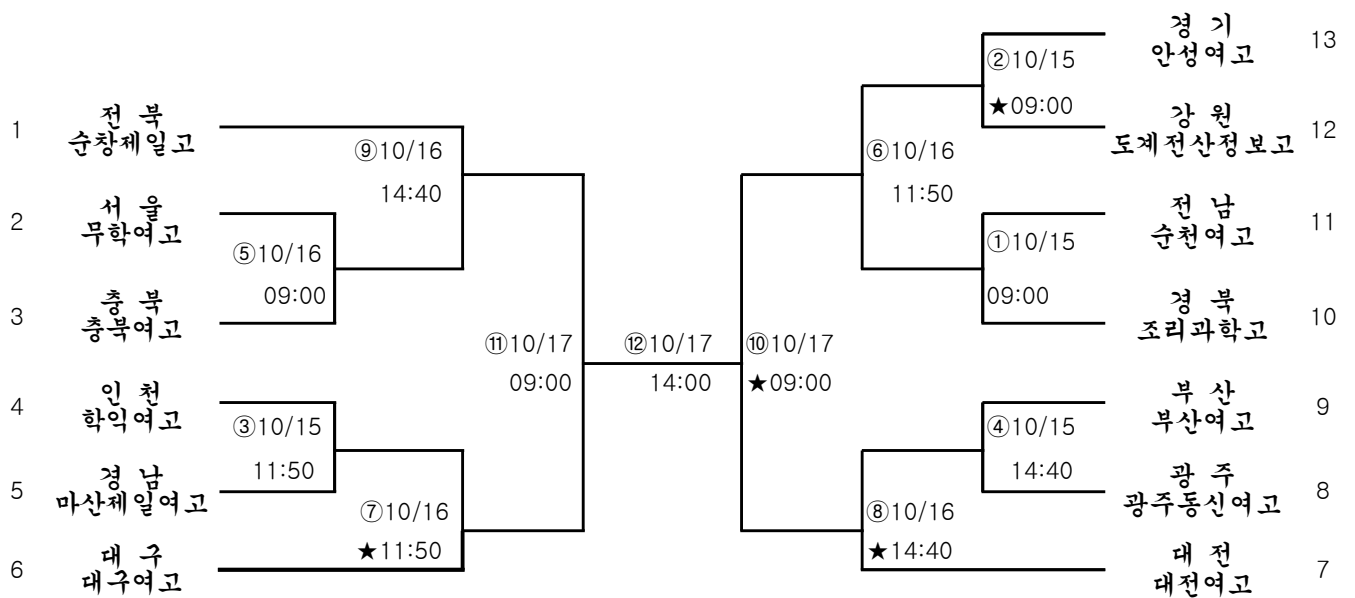 1
전 북
순창제일고
2
서 울
무학여고
3
충 북
충북여고
4
인 천
학익여고
5
경 남
마산제일여고
6
대 구
대구여고
⑤10/16
09:00
③10/15
11:50
⑨10/16
14:40
⑦10/16
★11:50
⑪10/17
09:00
⑫10/17
14:00
⑩10/17
★09:00
⑥10/16
11:50
⑧10/16
★14:40
②10/15
★09:00
①10/15
09:00
④10/15
14:40
경 기
안성여고
13
강 원
도계전산정보고
12
전 남
순천여고
11
경 북
조리과학고
10
부 산
부산여고
9
광 주
광주동신여고
8
대 전
대전여고
7